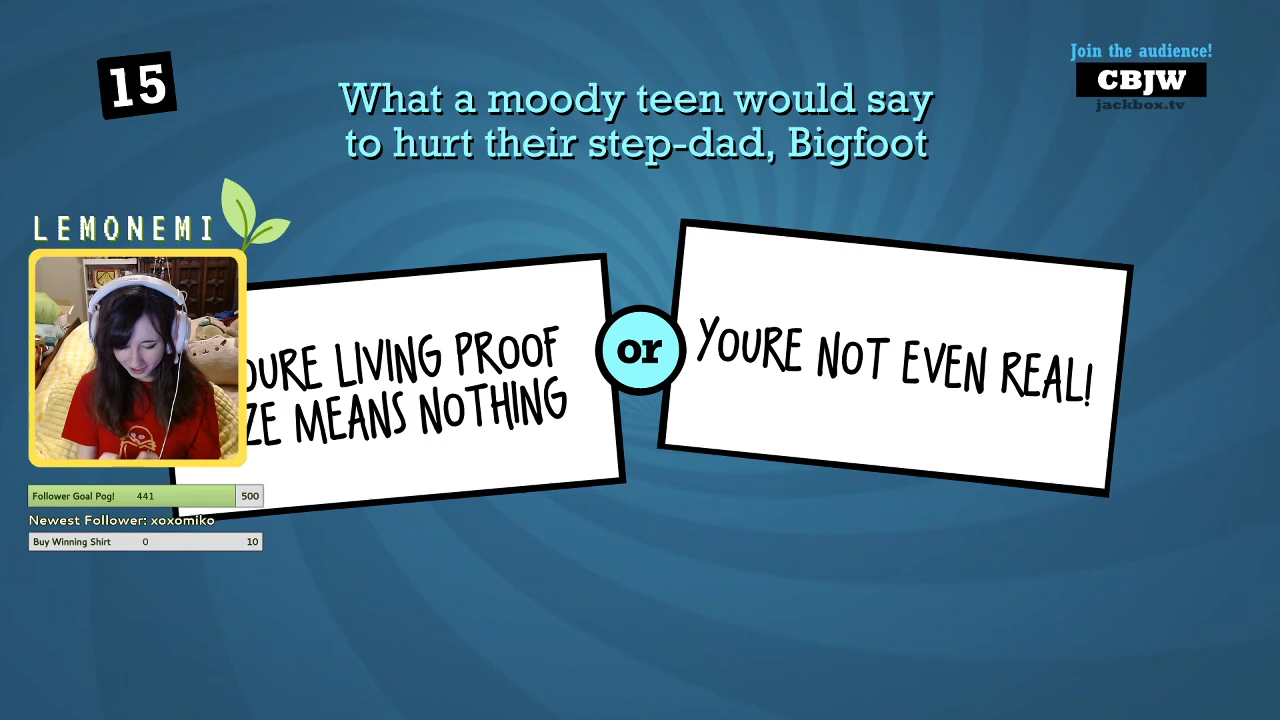 15
What a moody teen would say
to hurt their step-dad, Bigfoot
Join the audience!
CBJW
jackbox.tv
LEMONEMI
LIVING PROOF
MEANS NOTHING
or
YOURE NOT EVEN REAL!
Follower Goal Pog! 441 500
Newest Follower: xoxomiko
Buy Winning Shirt 0 10